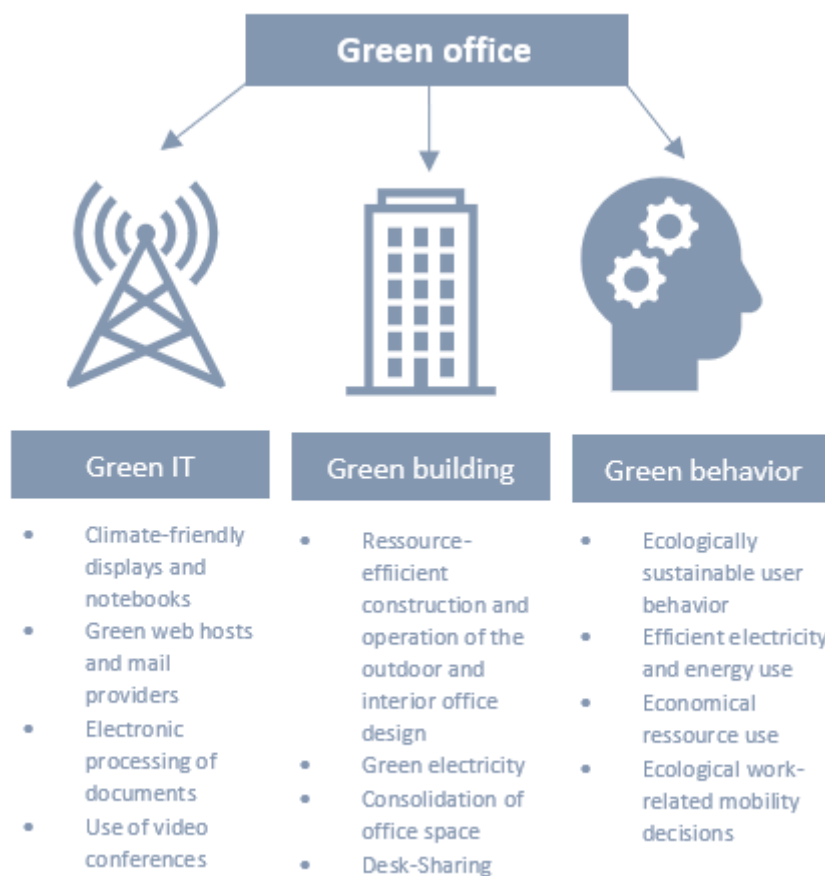 Green office
Green IT
• Climate-friendly
displays and
notebooks
• Green web hosts
and mail
providers
• Electronic
processing of
documents
• Use of video
conferences
Green building
• Ressource-
effiicient
construction and
operation of the
outdoor and
interior office
design
• Green electricity
• Consolidation of
office space
• Desk-Sharing
Green behavior
• Ecologically
sustainable user
behavior
• Efficient electricity
and energy use
• Economical
ressource use
• Ecological work-
related mobility
decisions